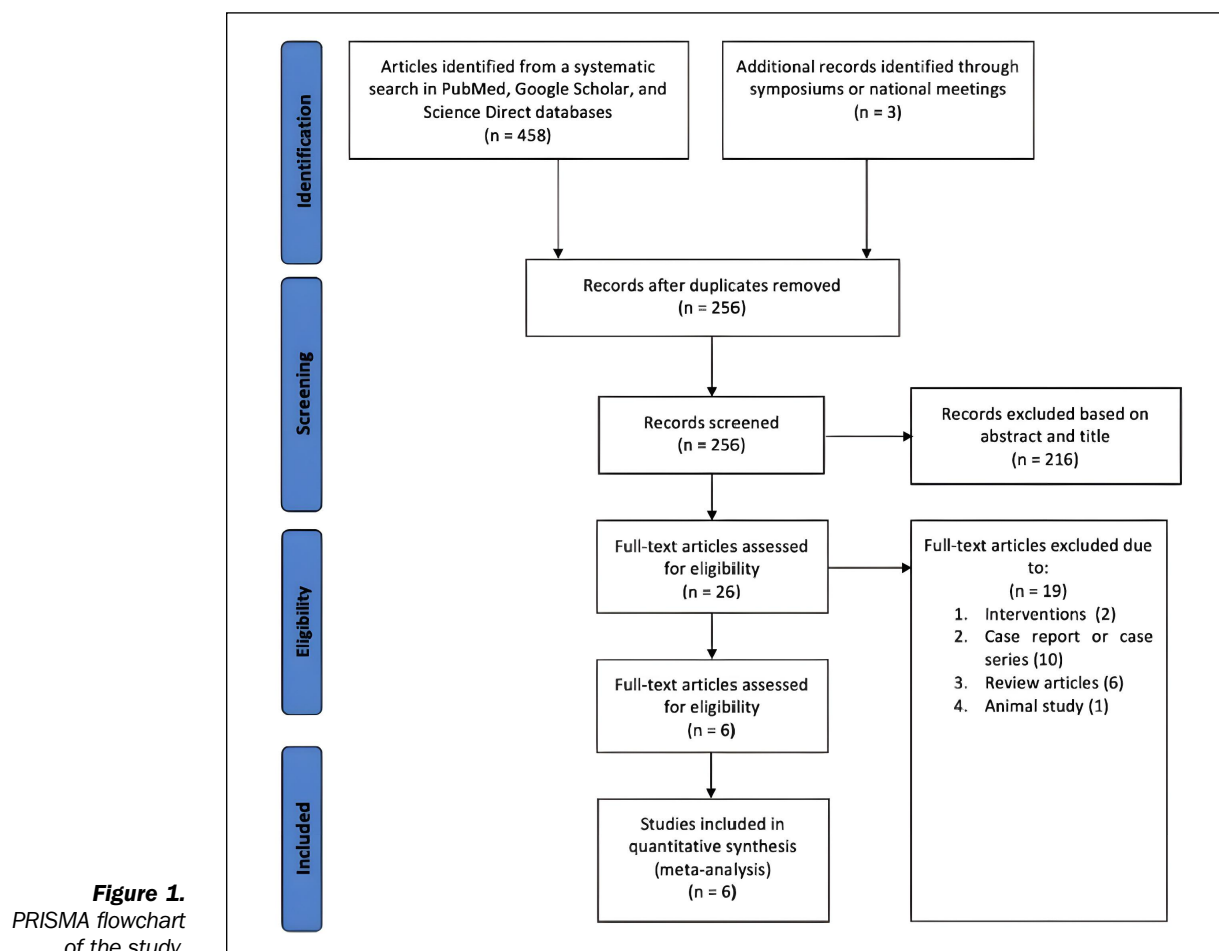 Identification
Articles identified from a systematic
search in PubMed, Google Scholar, and
Science Direct databases
(n = 458)
Additional records identified through
symposiums or national meetings
(n = 3)
Screening
Records after duplicates removed
(n = 256)
Records screened
(n = 256)
Records excluded based on
abstract and title
(n = 216)
Eligibility
Full-text articles assessed
for eligibility
(n = 26)
Full-text articles excluded due
to:
(n = 19)
1. Interventions (2)
2. Case report or case
series (10)
3. Review articles (6)
4. Animal study (1)
Full-text articles assessed
for eligibility
(n = 6)
Included
Studies included in
quantitative synthesis
(meta-analysis)
(n = 6)
Figure 1.
PRISMA flowchart
of the study.